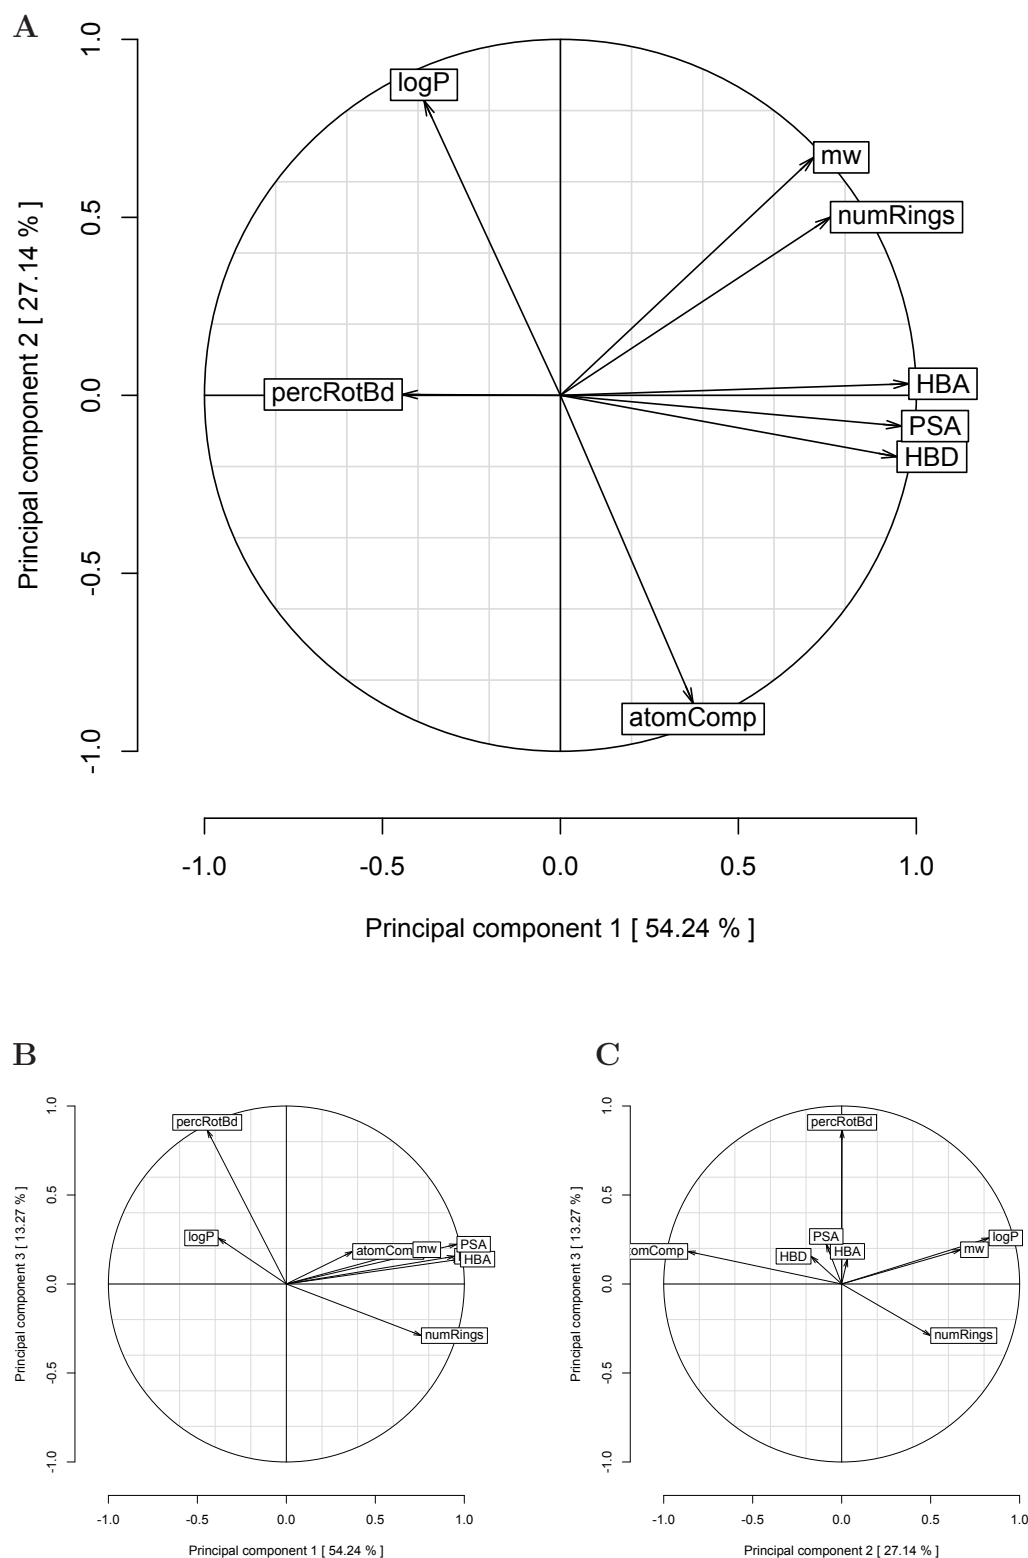 A
1.0
0.5
0.0
-0.5
-1.0
Principal component 2 [ 27.14 % ]
logP
mw
numRings
percRotBd
HBA
PSA
HBD
atomComp
-1.0 -0.5 0.0 0.5 1.0
Principal component 1 [ 54.24 % ]
B
1.0
0.5
0.0
-0.5
-1.0
Principal component 3 [ 13.27 % ]
percRotBd
logP
atomCom
mw
PSA
HBA
numRings
-1.0 -0.5 0.0 0.5 1.0
Principal component 1 [ 54.24 % ]
C
1.0
0.5
0.0
-0.5
-1.0
Principal component 3 [ 13.27 % ]
percRotBd
PSA
logP
omComp
HBD
HBA
mw
numRings
-1.0 -0.5 0.0 0.5 1.0
Principal component 2 [ 27.14 % ]